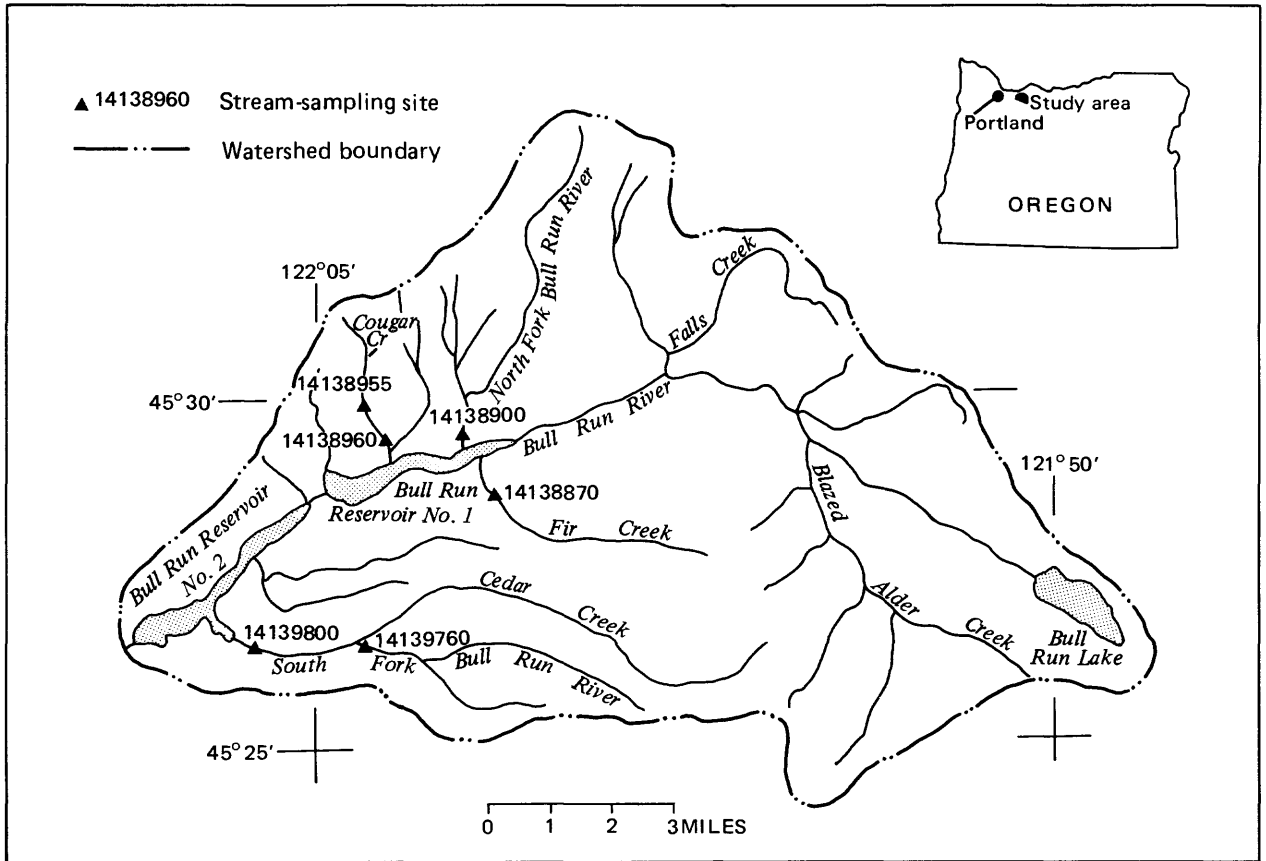 14138960 Stream-sampling site
Watershed boundary
Portland
Study area
OREGON
122°05'
45°30'
121°50'
45°25'
Cougar
Cr
North Fork Bull Run River
Falls
Creek
14138955
14138960
14138900
Bull Run River
Bull Run
Reservoir No. 1
14138870
Fir Creek
Bull Run Reservoir
No. 2
Blazed
Alder
Creek
Cedar
Creek
14139800
14139760
South Fork Bull Run
River
Bull
Run Lake
0 1 2 3 MILES